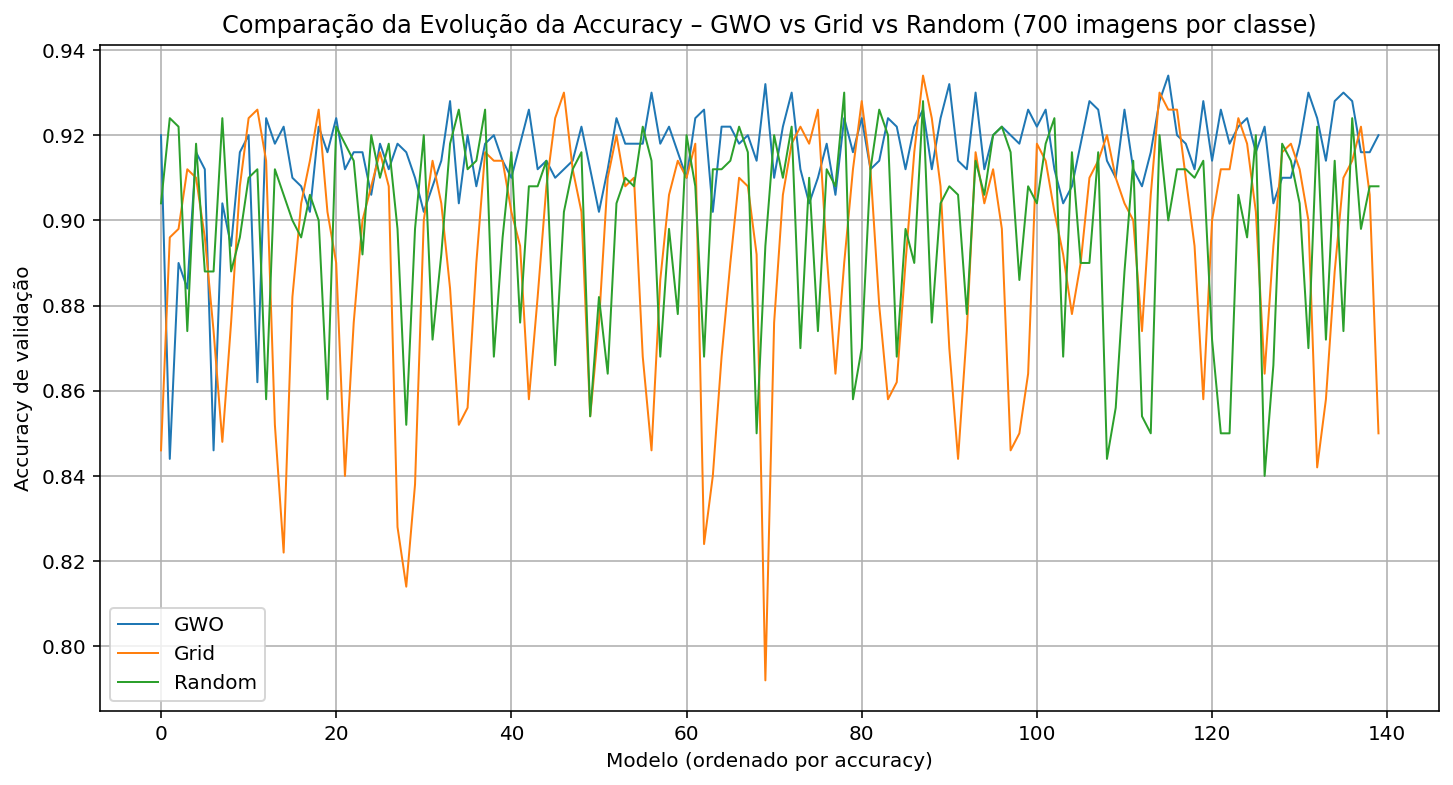 Comparação da Evolução da Accuracy – GWO vs Grid vs Random (700 imagens por classe)
Accuracy de validação
0.94
0.92
0.90
0.88
0.86
0.84
0.82
0.80
GWO
Grid
Random
0 20 40 60 80 100 120 140
Modelo (ordenado por accuracy)